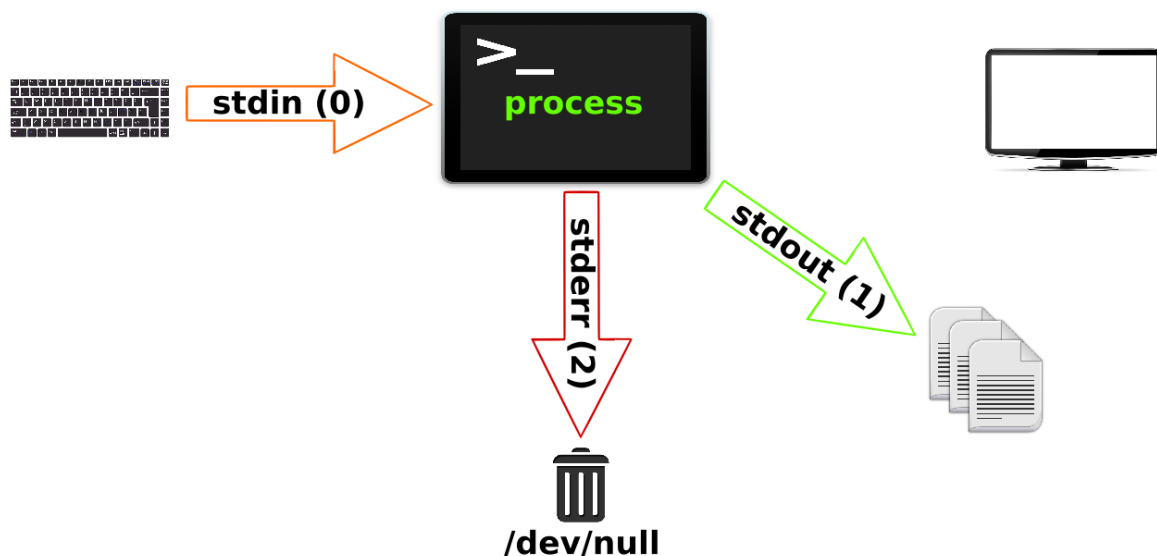 >_
stdin (0)
process
stdout (1)
stderr (2)
/dev/null